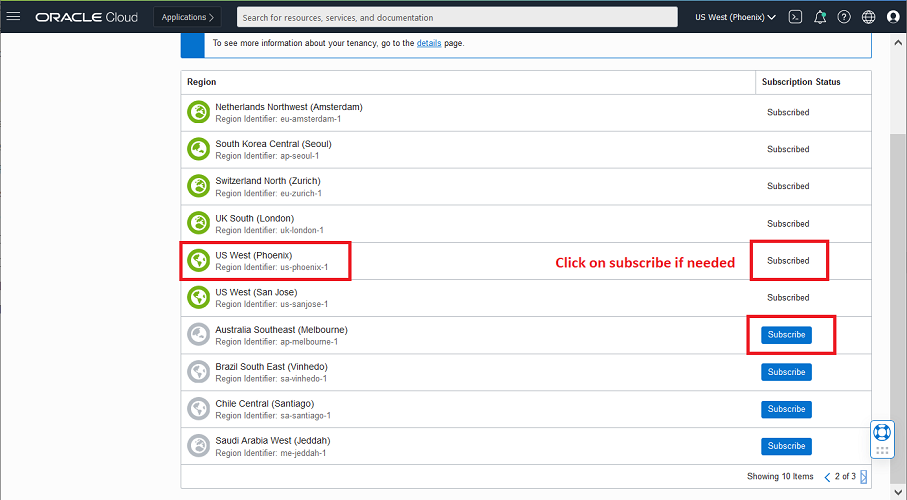 ORACLE Cloud
Applications
Search for resources, services, and documentation
US West (Phoenix)
To see more information about your tenancy, go to the details page.
Region
Subscription Status
Netherlands Northwest (Amsterdam)
Region Identifier: eu-amsterdam-1
Subscribed
South Korea Central (Seoul)
Region Identifier: ap-seoul-1
Subscribed
Switzerland North (Zurich)
Region Identifier: eu-zurich-1
Subscribed
UK South (London)
Region Identifier: uk-london-1
Subscribed
US West (Phoenix)
Region Identifier: us-phoenix-1
Click on subscribe if needed
Subscribed
US West (San Jose)
Region Identifier: us-sanjose-1
Subscribed
Australia Southeast (Melbourne)
Region Identifier: ap-melbourne-1
Subscribe
Brazil South East (Vinhedo)
Region Identifier: sa-vinhedo-1
Subscribe
Chile Central (Santiago)
Region Identifier: sa-santiago-1
Subscribe
Saudi Arabia West (Jeddah)
Region Identifier: me-jeddah-1
Subscribe
Showing 10 Items
2 of 3